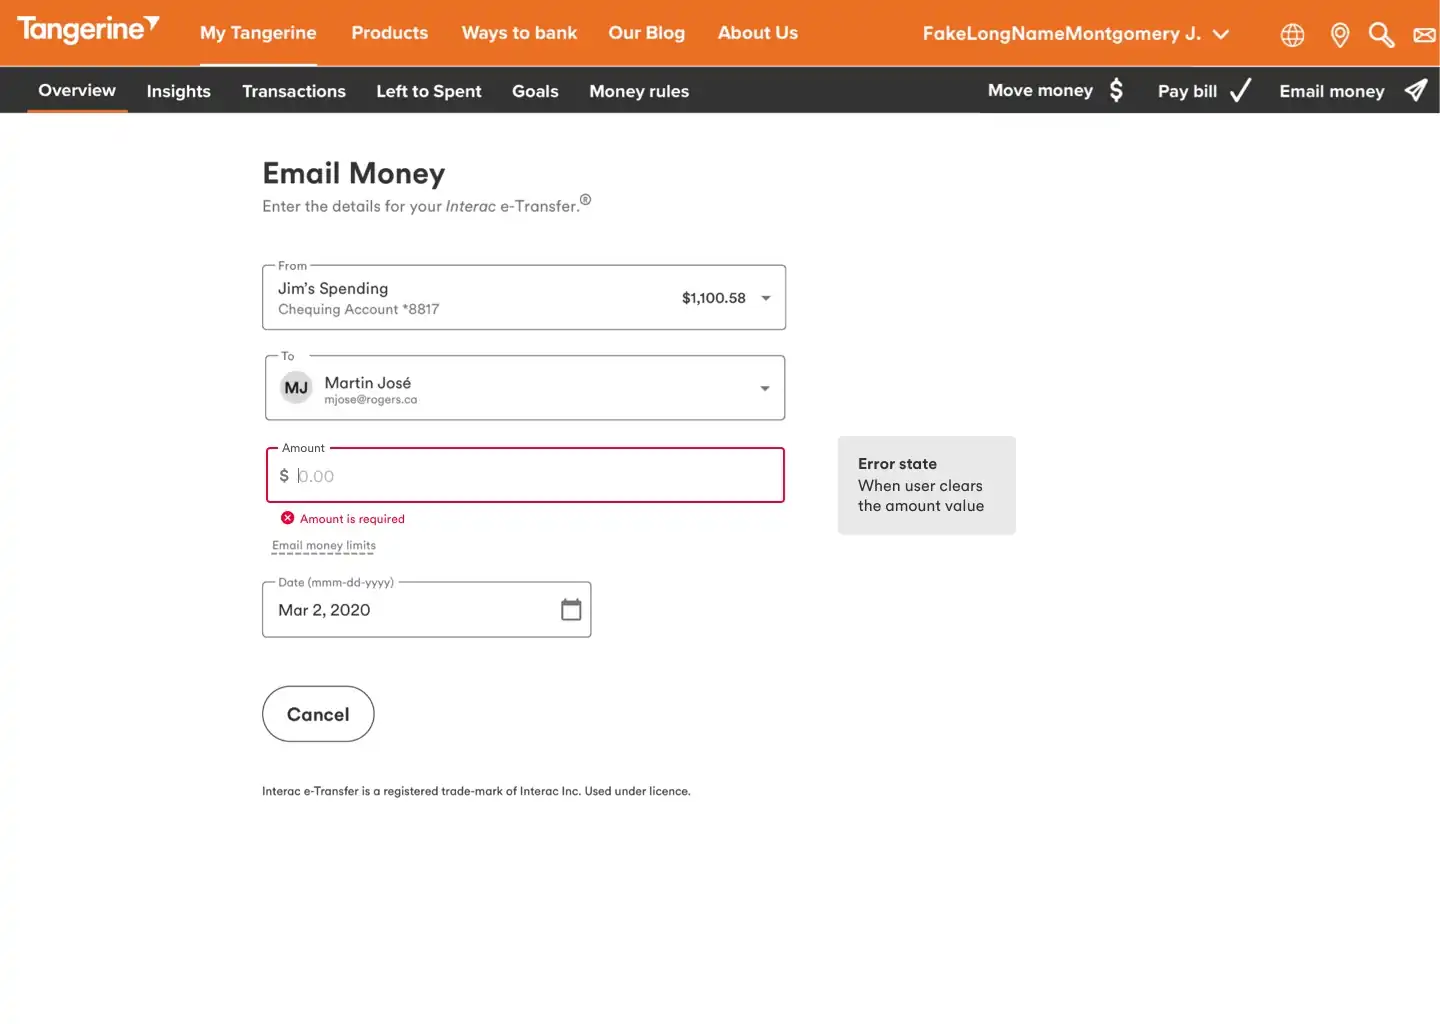 Tangerine
My Tangerine Products Ways to bank Our Blog About Us FakeLongNameMontgomery J.
Overview Insights Transactions Left to Spent Goals Money rules Move money $ Pay bill Email money
Email Money
Enter the details for your Interac e-Transfer.®
From
Jim's Spending
Chequing Account *8817
$1,100.58
To
MJ
Martin José
mjose@rogers.ca
Amount
$ 0.00
Amount is required
Email money limits
Error state
When user clears
the amount value
Date (mmm-dd-yyyy)
Mar 2, 2020
Cancel
Interac e-Transfer is a registered trade-mark of Interac Inc. Used under licence.